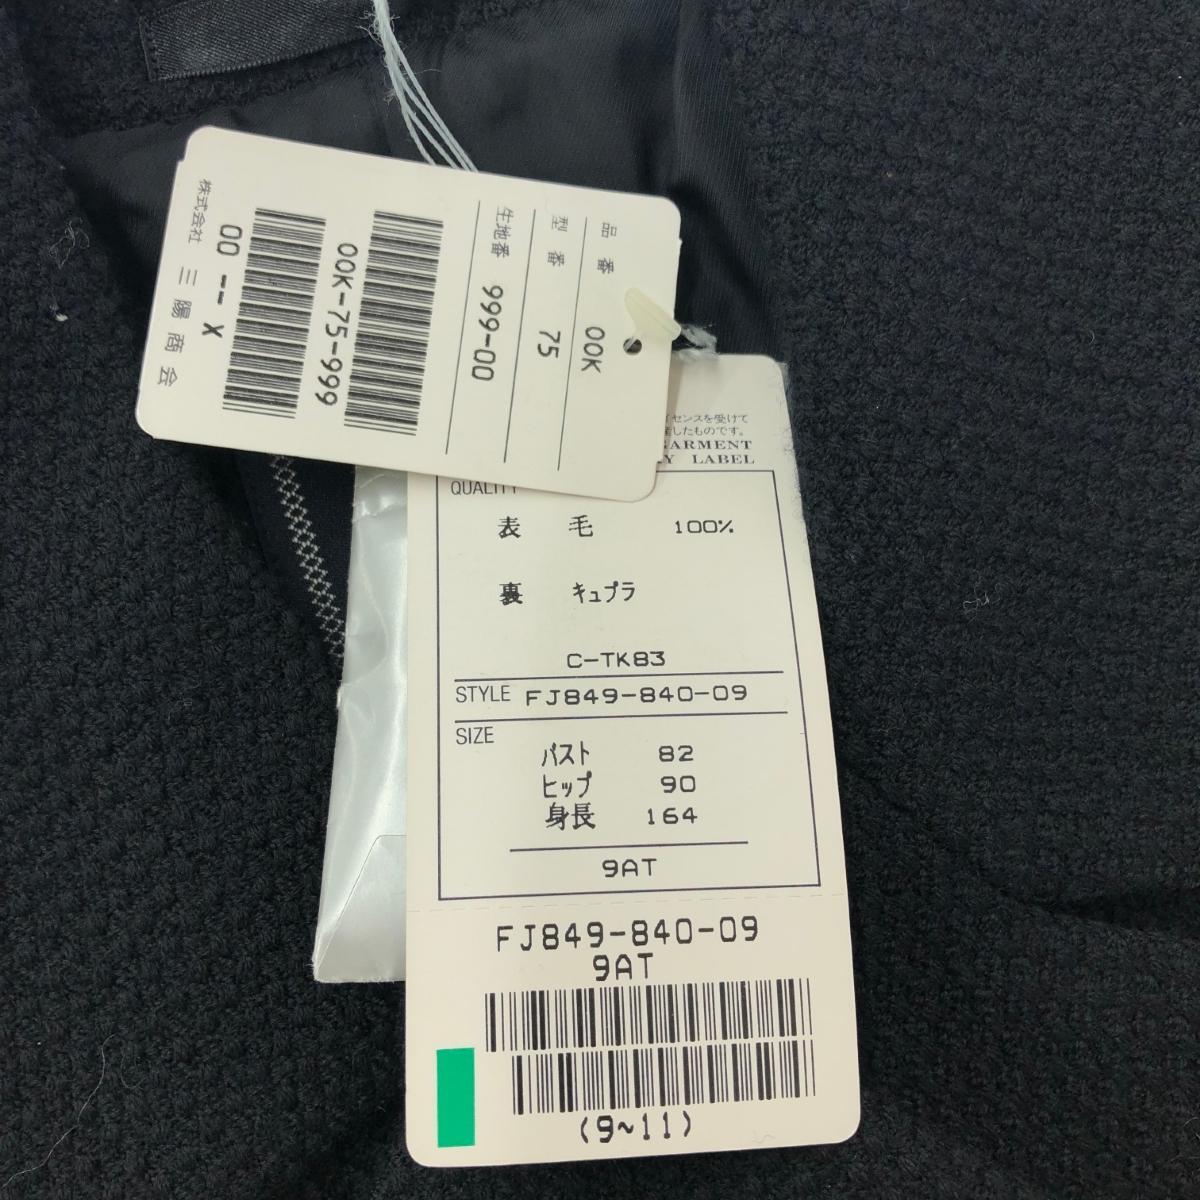 品番 00K
型番 75
生地番 999-00
00K-75-999
00 -- X
株式会社 三陽商会
センスを受けて
したものです。
GARMENT
LABEL
QUALITY
表 毛 100%
裏 キュプラ
C-TK83
STYLE FJ849-840-09
SIZE
バスト 82
ヒップ 90
身長 164
9AT
FJ849-840-09
9AT
(9~11)